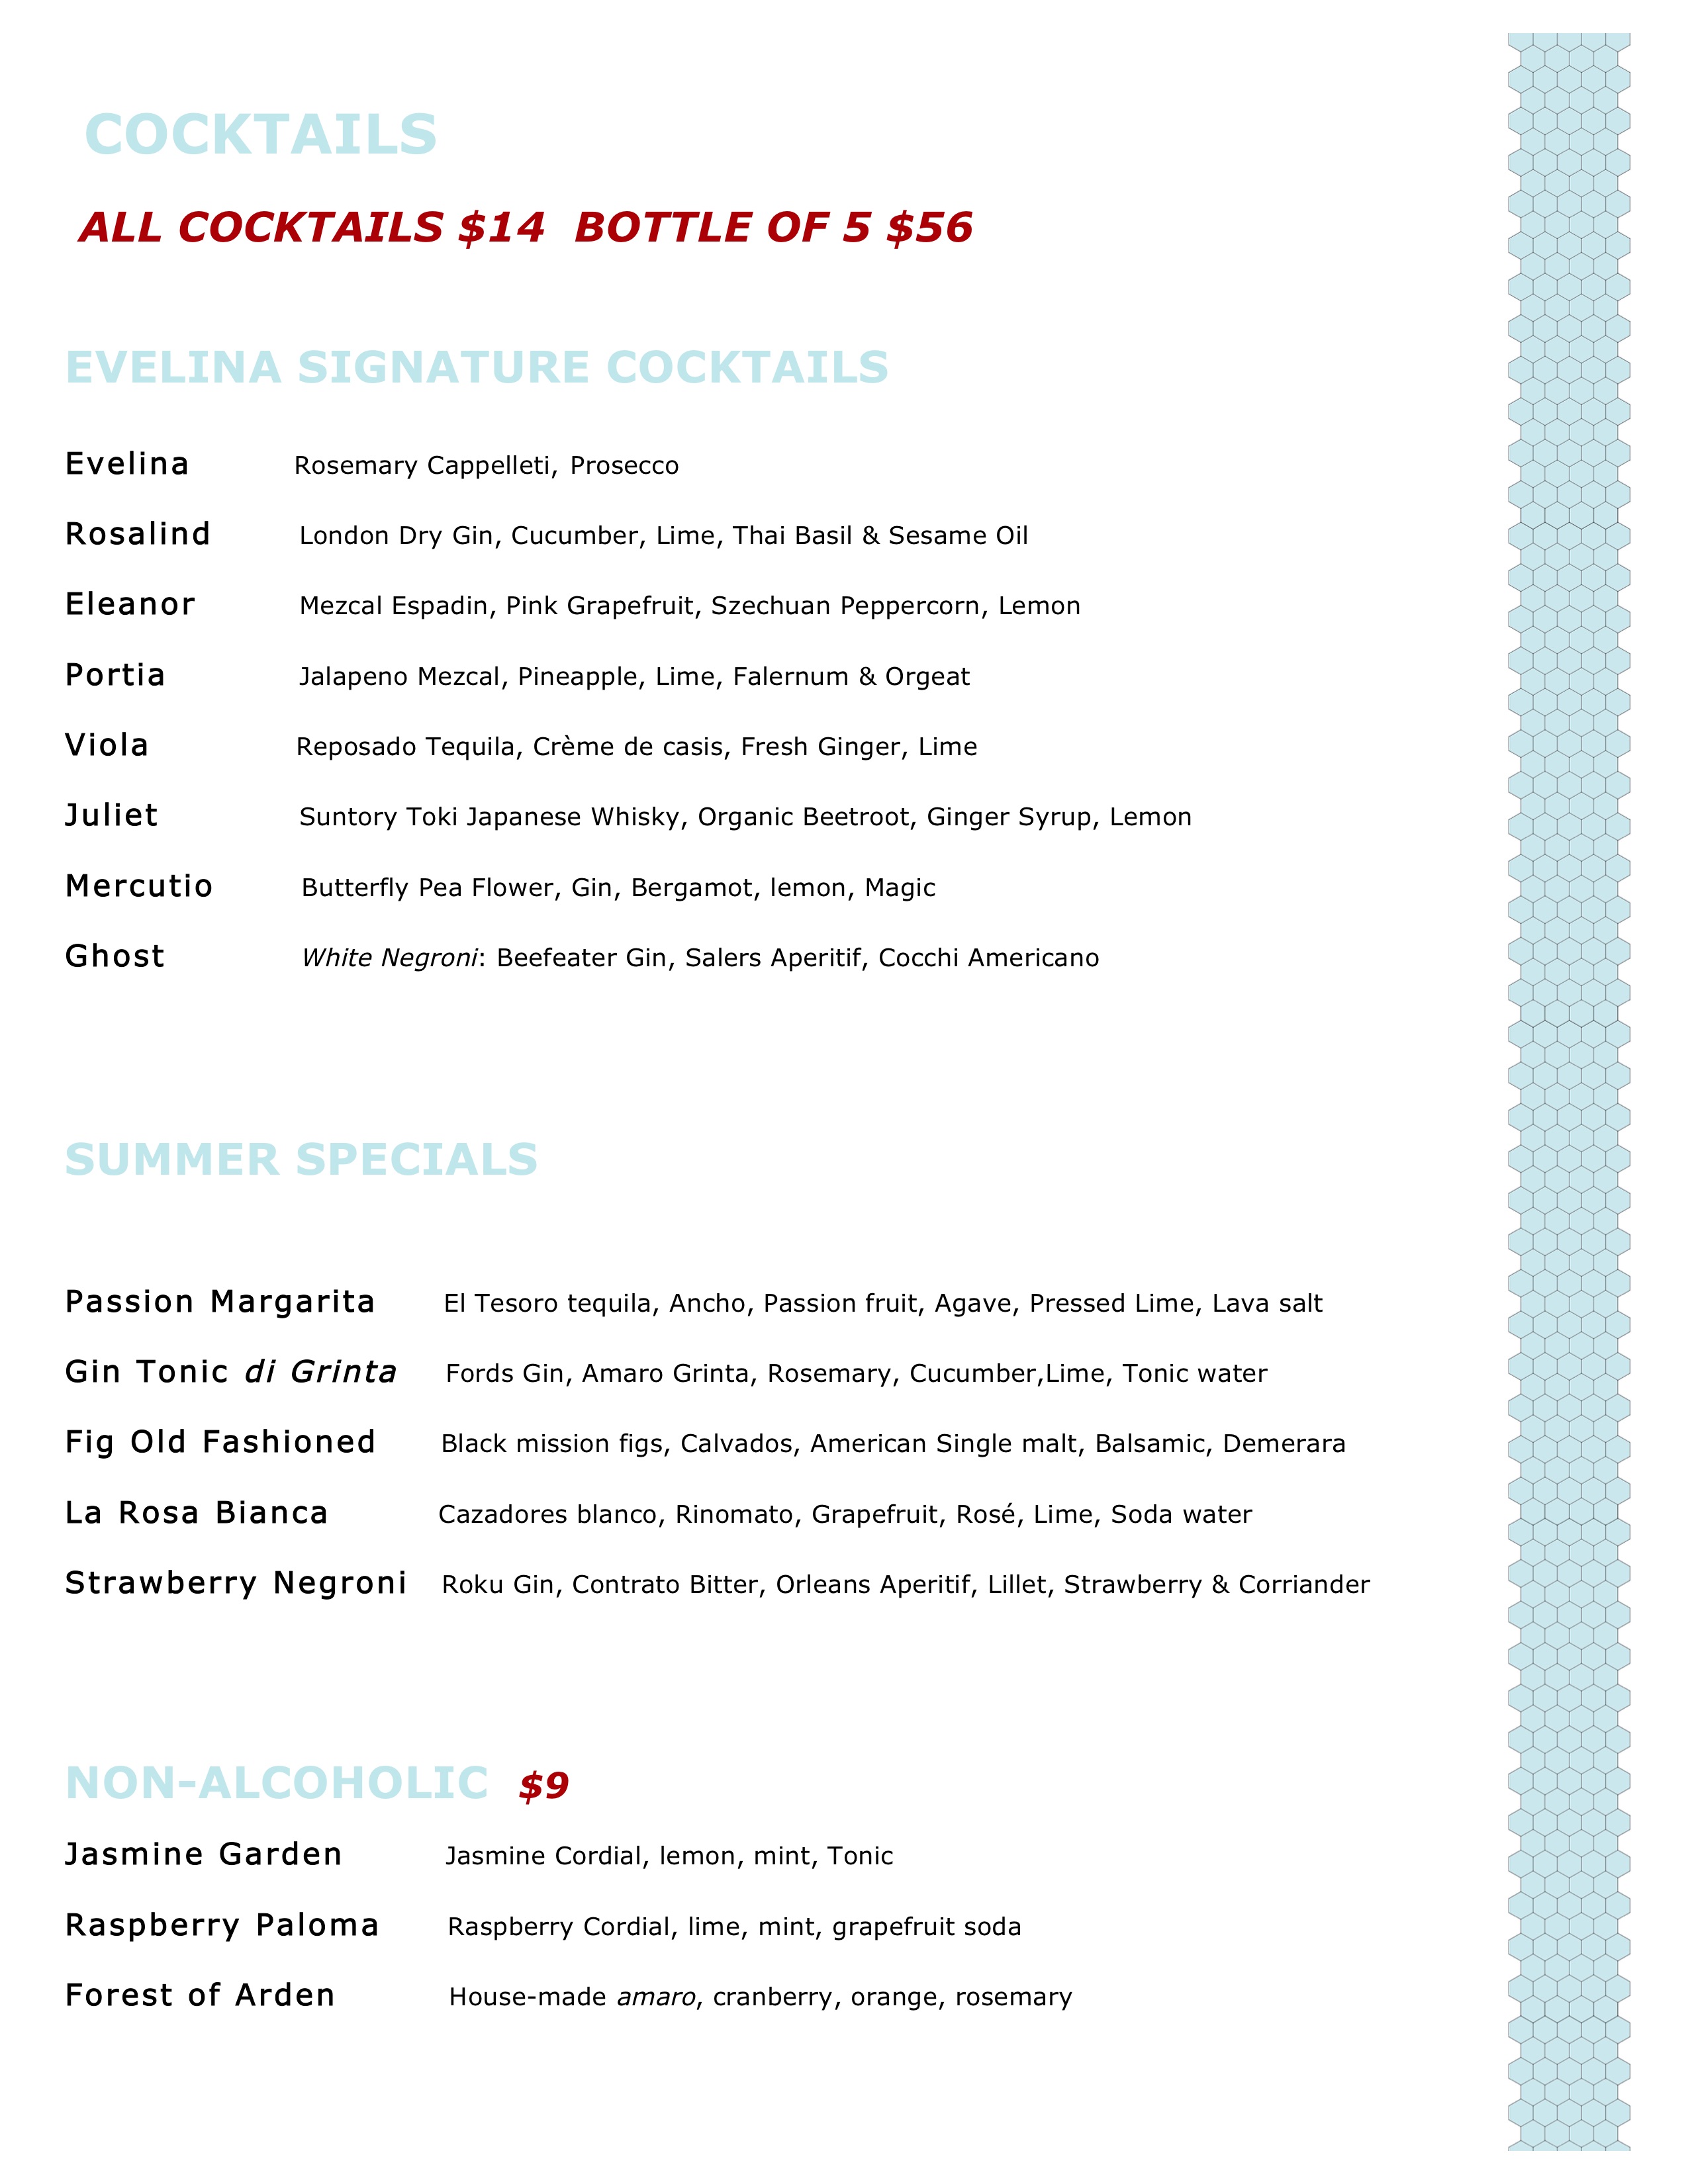 COCKTAILS
ALL COCKTAILS $14 BOTTLE OF 5 $56
EVELINA SIGNATURE COCKTAILS
Evelina Rosemary Cappelleti, Prosecco
Rosalind London Dry Gin, Cucumber, Lime, Thai Basil & Sesame Oil
Eleanor Mezcal Espadin, Pink Grapefruit, Szechuan Peppercorn, Lemon
Portia Jalapeno Mezcal, Pineapple, Lime, Falernum & Orgeat
Viola Reposado Tequila, Crème de casis, Fresh Ginger, Lime
Juliet Suntory Toki Japanese Whisky, Organic Beetroot, Ginger Syrup, Lemon
Mercutio Butterfly Pea Flower, Gin, Bergamot, lemon, Magic
Ghost White Negroni: Beefeater Gin, Salers Aperitif, Cocchi Americano
SUMMER SPECIALS
Passion Margarita El Tesoro tequila, Ancho, Passion fruit, Agave, Pressed Lime, Lava salt
Gin Tonic di Grinta Fords Gin, Amaro Grinta, Rosemary, Cucumber,Lime, Tonic water
Fig Old Fashioned Black mission figs, Calvados, American Single malt, Balsamic, Demerara
La Rosa Bianca Cazadores blanco, Rinomato, Grapefruit, Rosé, Lime, Soda water
Strawberry Negroni Roku Gin, Contrato Bitter, Orleans Aperitif, Lillet, Strawberry & Corriander
NON-ALCOHOLIC $9
Jasmine Garden Jasmine Cordial, lemon, mint, Tonic
Raspberry Paloma Raspberry Cordial, lime, mint, grapefruit soda
Forest of Arden House-made amaro, cranberry, orange, rosemary